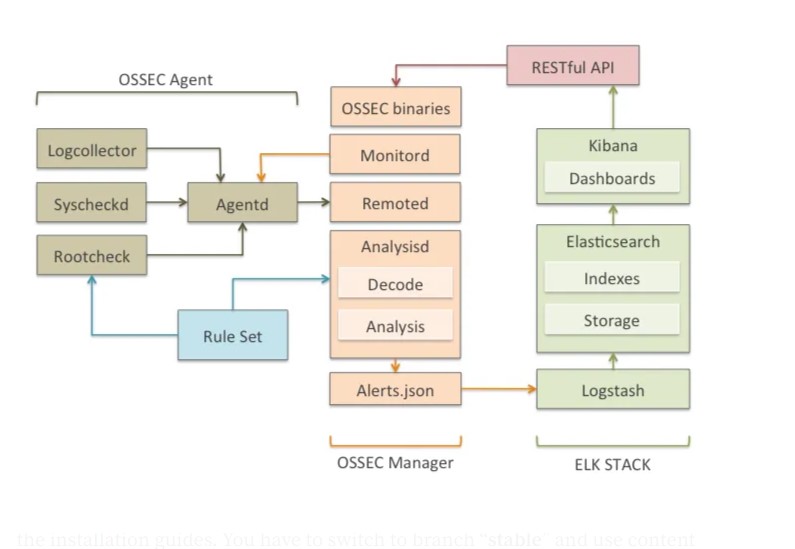 RESTful API
OSSEC Agent
OSSEC binaries
Kibana
Dashboards
Logcollector
Monitord
Syscheckd
Agentd
Remoted
Rootcheck
Analysisd
Decode
Analysis
Elasticsearch
Indexes
Storage
Rule Set
Alerts.json
Logstash
OSSEC Manager
ELK STACK
the installation guides. You have to switch to branch "stable" and use content